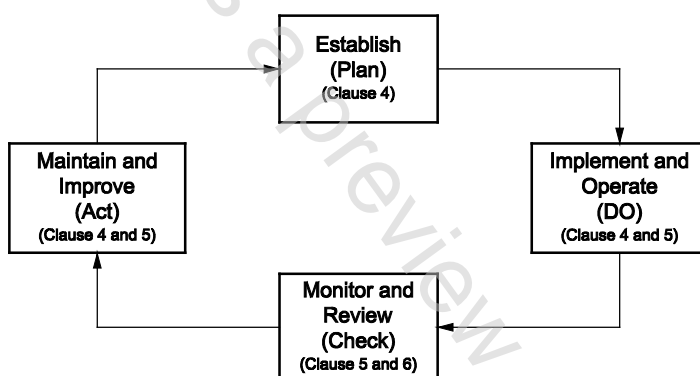 Establish
(Plan)
(Clause 4)
Maintain and
Improve
(Act)
(Clause 4 and 5)
Implement and
Operate
(DO)
(Clause 4 and 5)
Monitor and
Review
(Check)
(Clause 5 and 6)
s a preview